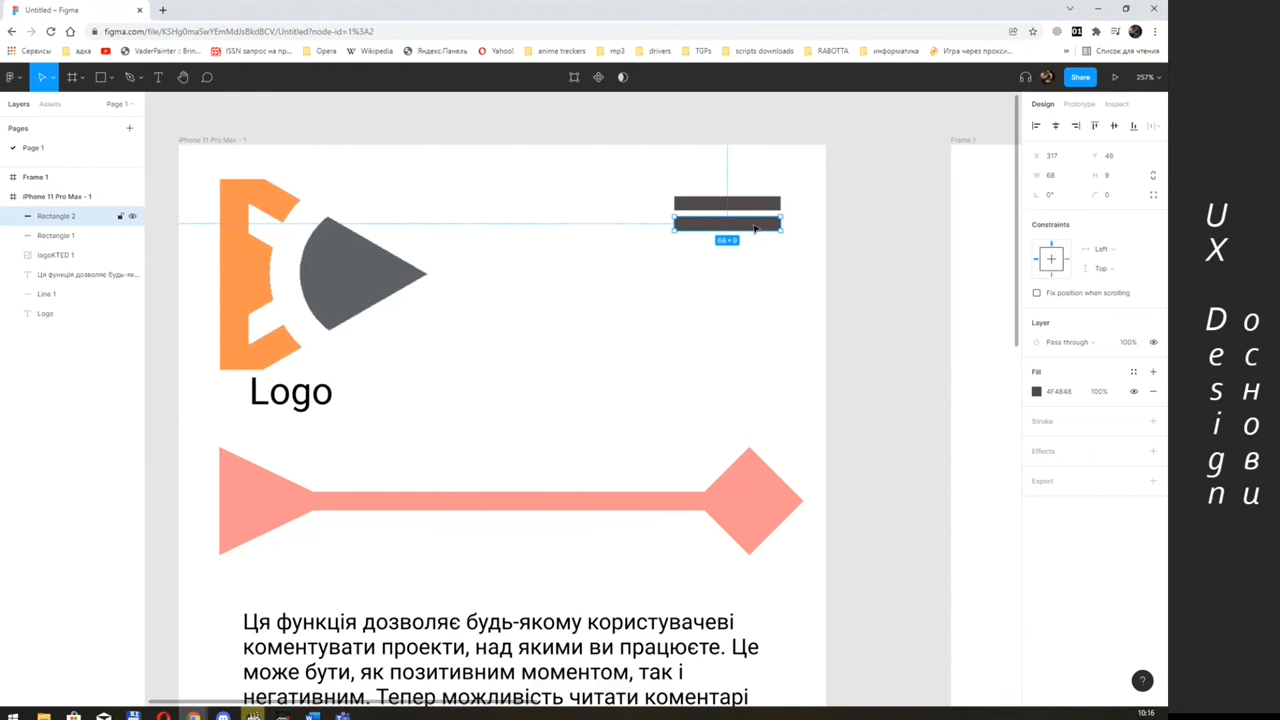 Untitled – Figma
figma.com/file/KSHg0maSwYEmMdJsBkdBCV/Untitled?node-id=1%3A2
Сервисы
адка
VaderPainter :: Brin...
ISSN запрос на пр...
Opera
Wikipedia
Яндекс.Панель
Yahoo!
anime treckers
mp3
drivers
TGPs
scripts downloads
RABOTTA
информатика
Игра через прокси...
»
Список для чтения
Share
257%
Layers
Assets
Page 1
Pages
Page 1
Frame 1
iPhone 11 Pro Max - 1
Rectangle 2
Rectangle 1
logoKTED 1
Ця функція дозволяє будь-як...
Line 1
Logo
iPhone 11 Pro Max - 1
Frame 1
68 × 9
Logo
Ця функція дозволяє будь-якому користувачеві
коментувати проекти, над якими ви працюєте. Це
може бути, як позитивним моментом, так і
негативним. Тепер можливість читати коментарі
Design
Prototype
Inspect
X 317
Y 46
W 68
H 9
0°
0
Constraints
Left
Top
Fix position when scrolling
Layer
Pass through
100%
Fill
4F4848
100%
Stroke
Effects
Export
?
10:16
UX
Design
основи